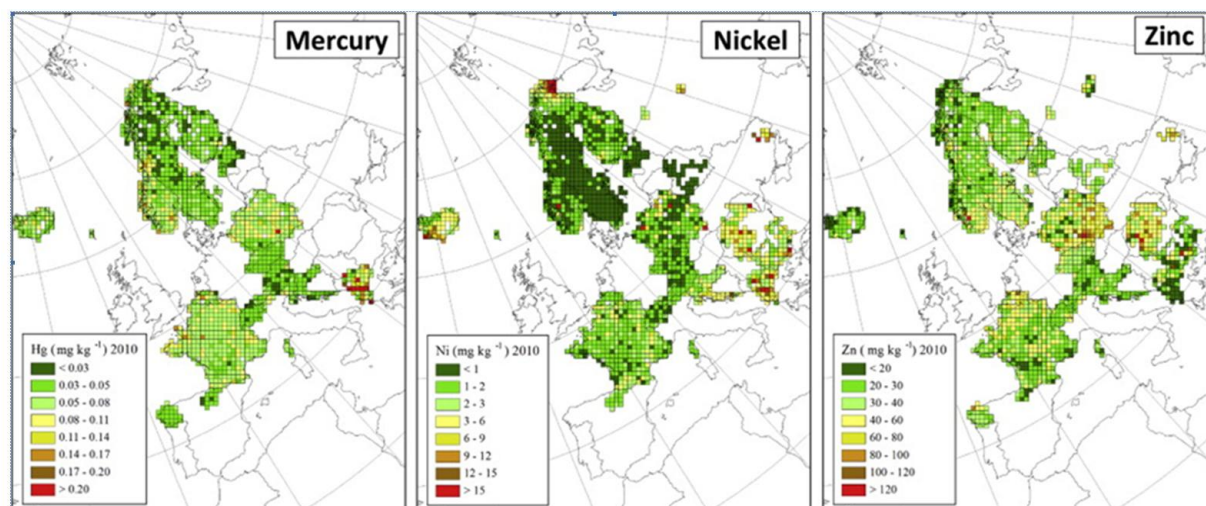 Mercury
Hg ( mg kg ⁻¹ ) 2010
< 0.03
0.03 - 0.05
0.05 - 0.08
0.08 - 0.11
0.11 - 0.14
0.14 - 0.17
0.17 - 0.20
> 0.20
Nickel
Ni ( mg kg ⁻¹ ) 2010
< 1
1 - 2
2 - 3
3 - 6
6 - 9
9 - 12
12 - 15
> 15
Zinc
Zn ( mg kg ⁻¹ ) 2010
< 20
20 - 30
30 - 40
40 - 60
60 - 80
80 - 100
100 - 120
> 120